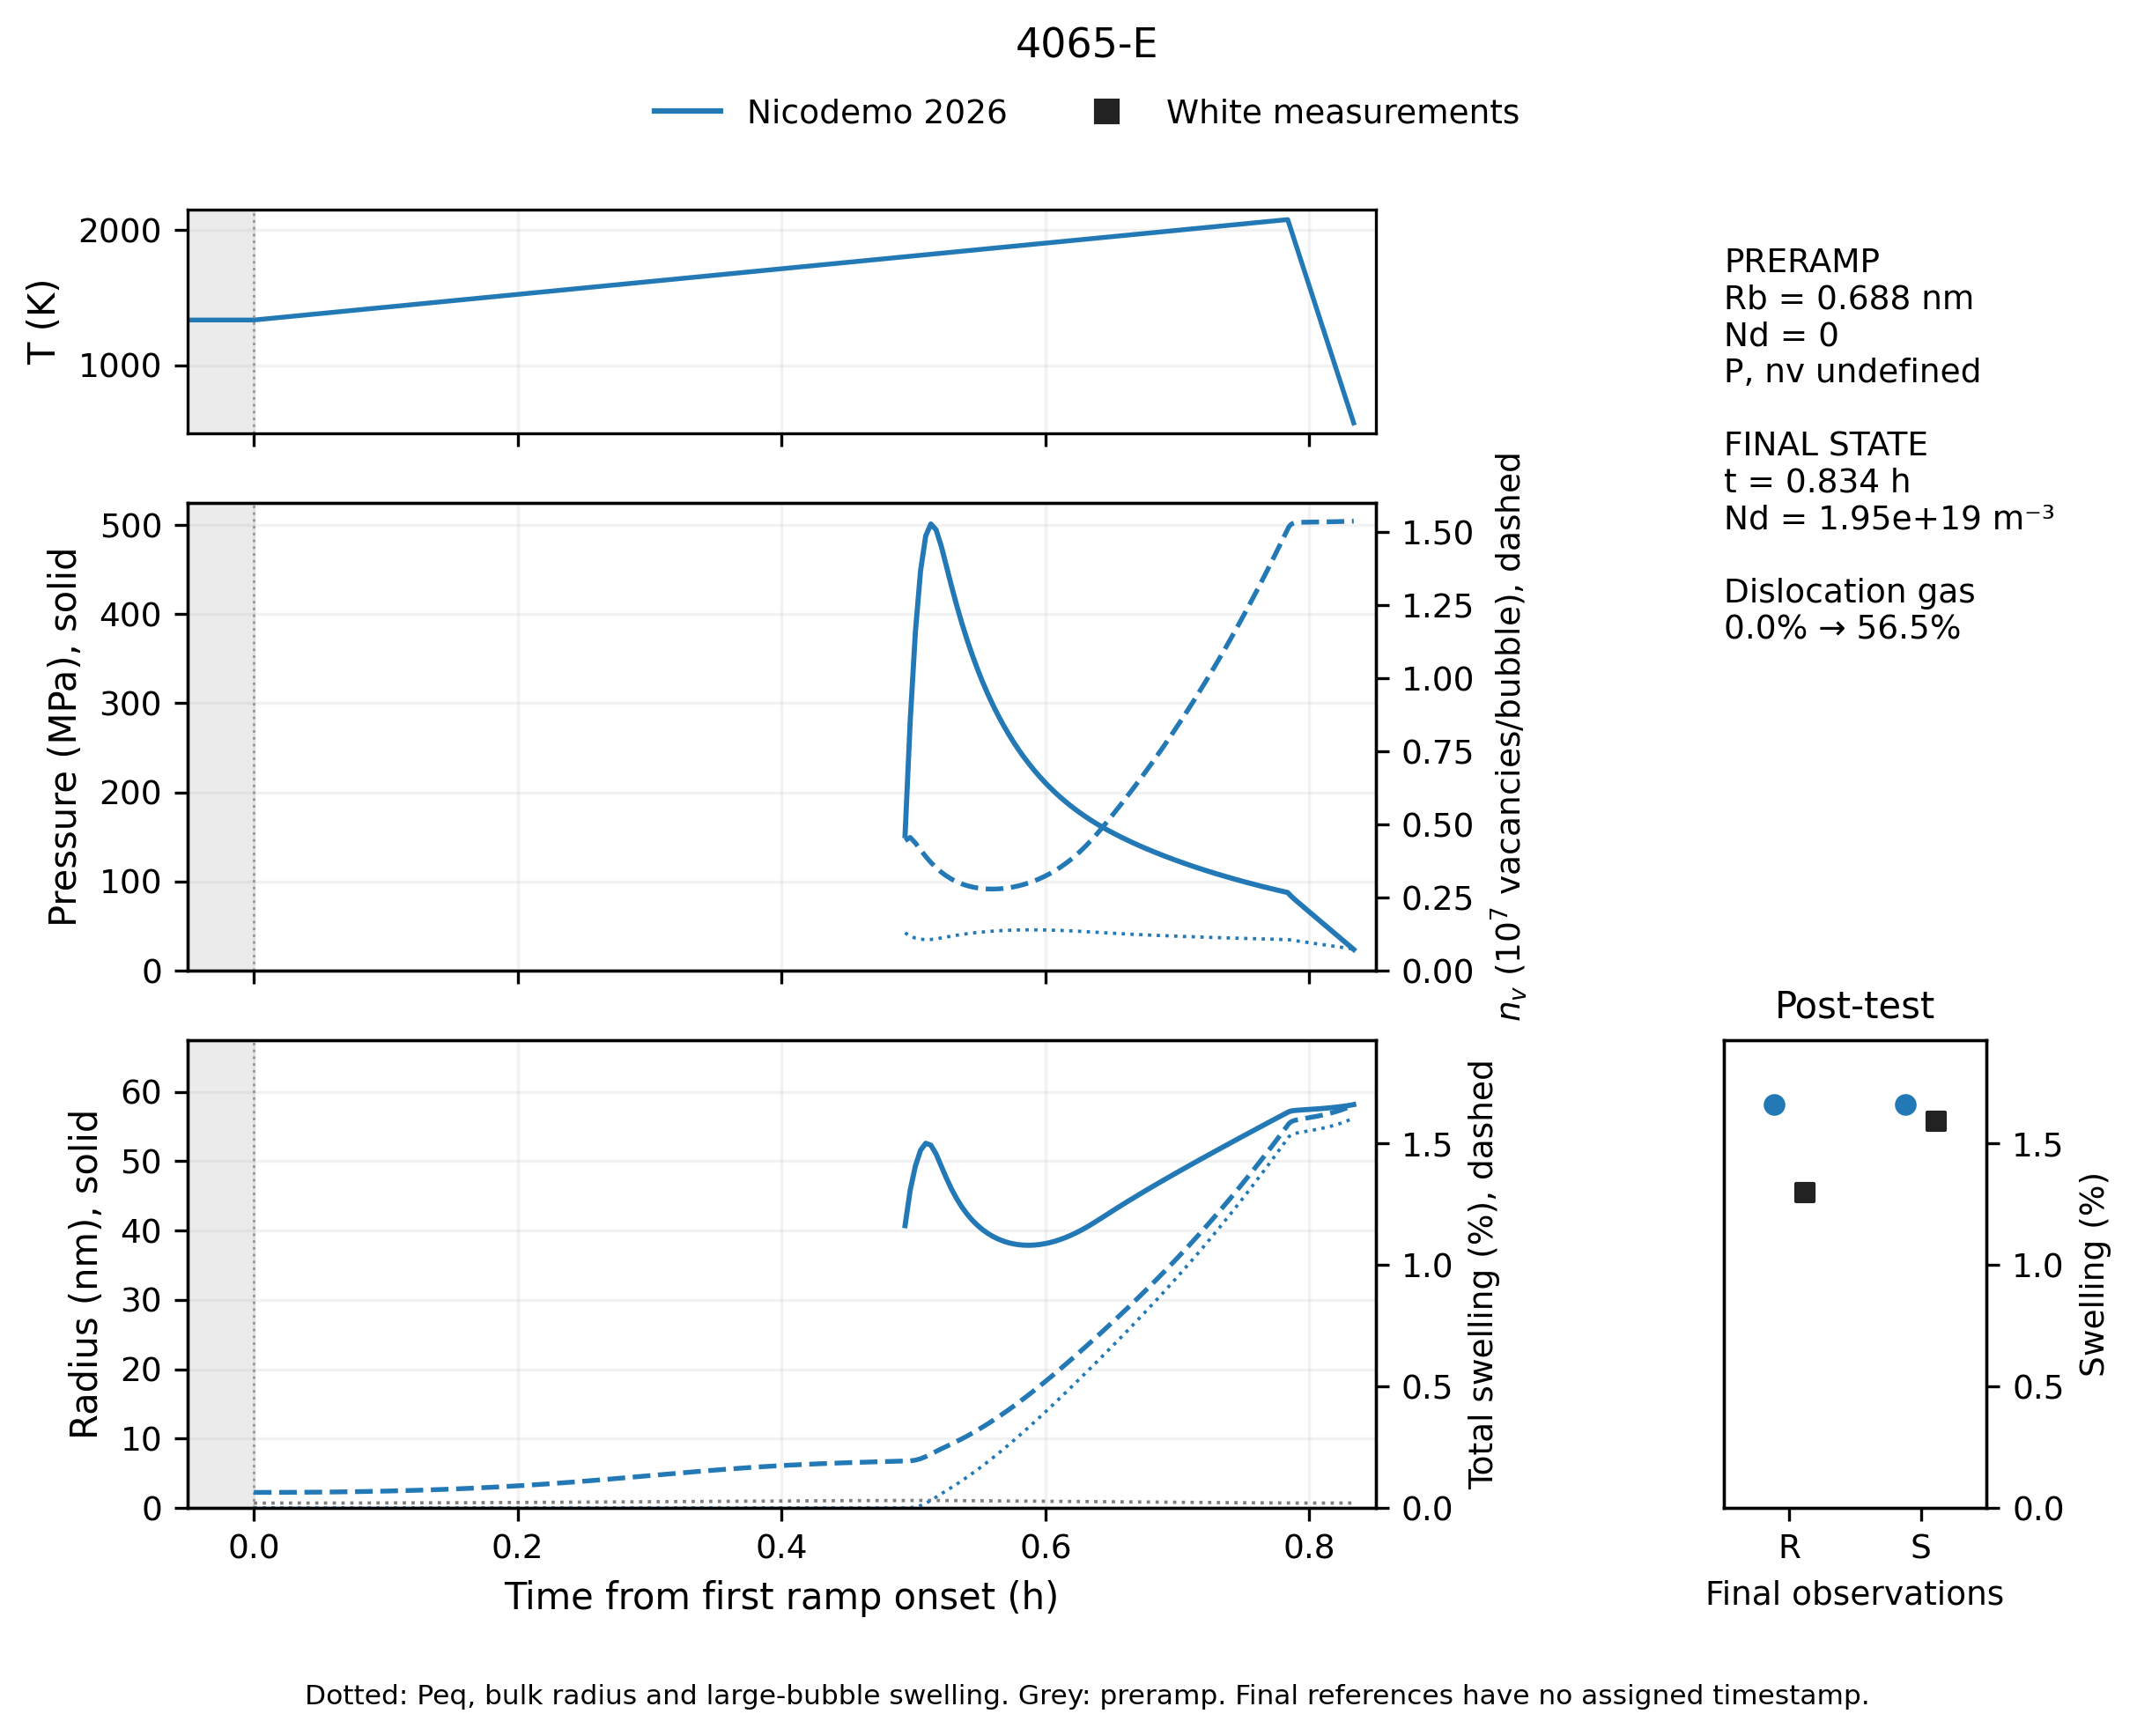 4065-E
Nicodemo 2026
White measurements
T (K)
2000
1000
Pressure (MPa), solid
500
400
300
200
100
0
1.50
1.25
1.00
0.75
0.50
0.25
0.00
nᵥ (10⁷ vacancies/bubble), dashed
Radius (nm), solid
60
50
40
30
20
10
0
1.5
1.0
0.5
0.0
Total swelling (%), dashed
0.0 0.2 0.4 0.6 0.8
Time from first ramp onset (h)
PRERAMP
Rb = 0.688 nm
Nd = 0
P, nv undefined
FINAL STATE
t = 0.834 h
Nd = 1.95e+19 m⁻³
Dislocation gas
0.0% → 56.5%
Post-test
1.5
1.0
0.5
0.0
Swelling (%)
R S
Final observations
Dotted: Peq, bulk radius and large-bubble swelling. Grey: preramp. Final references have no assigned timestamp.